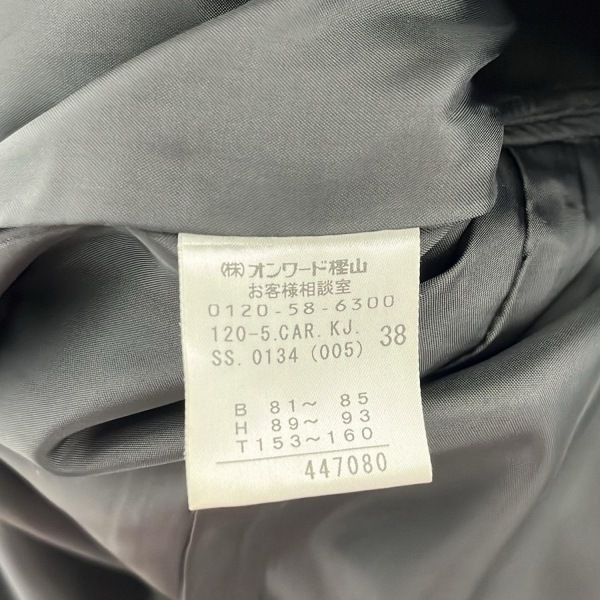 (株)オンワード樫山
お客様相談室
0120-58-6300
120-5.CAR.KJ. 38
SS.0134(005)
B 81〜 85
H 89〜 93
T153〜160
447080